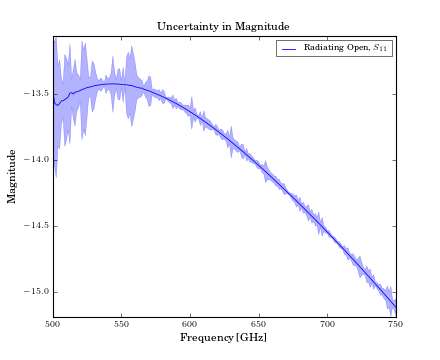 Uncertainty in Magnitude
Radiating Open, S11
Magnitude
−13.5
−14.0
−14.5
−15.0
500 550 600 650 700 750
Frequency [GHz]